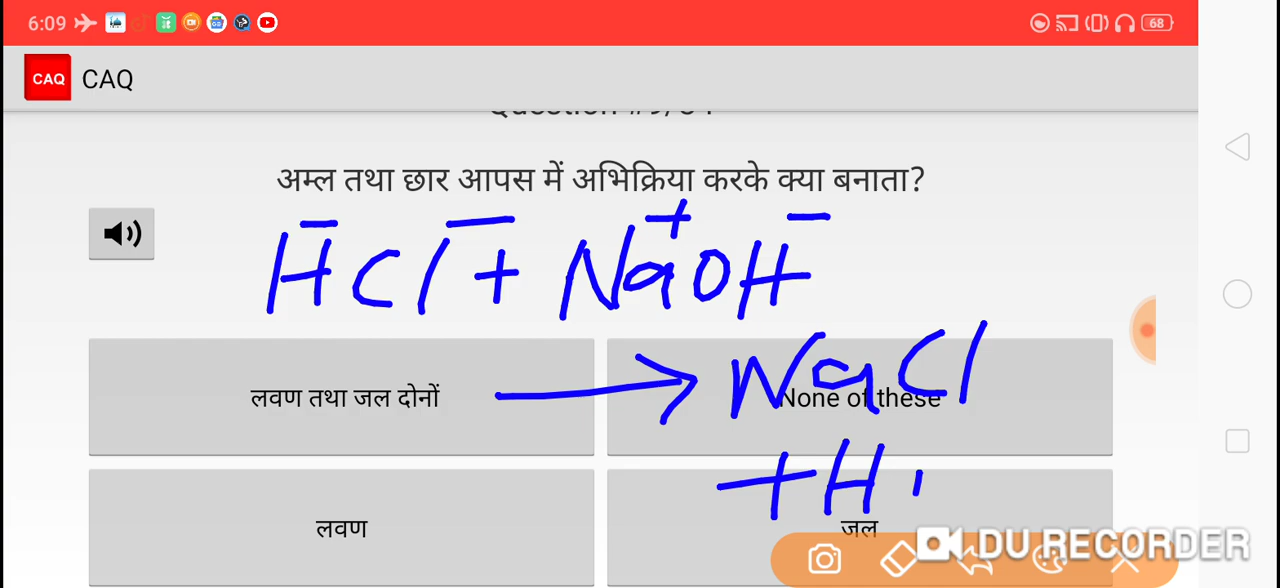 6:09 68
CAQ CAQ
अम्ल तथा छार आपस में अभिक्रिया करके क्या बनाता?
HCl + NaOH
लवण तथा जल दोनों → NaCl
None of these
+ H
लवण
जल
DU RECORDER